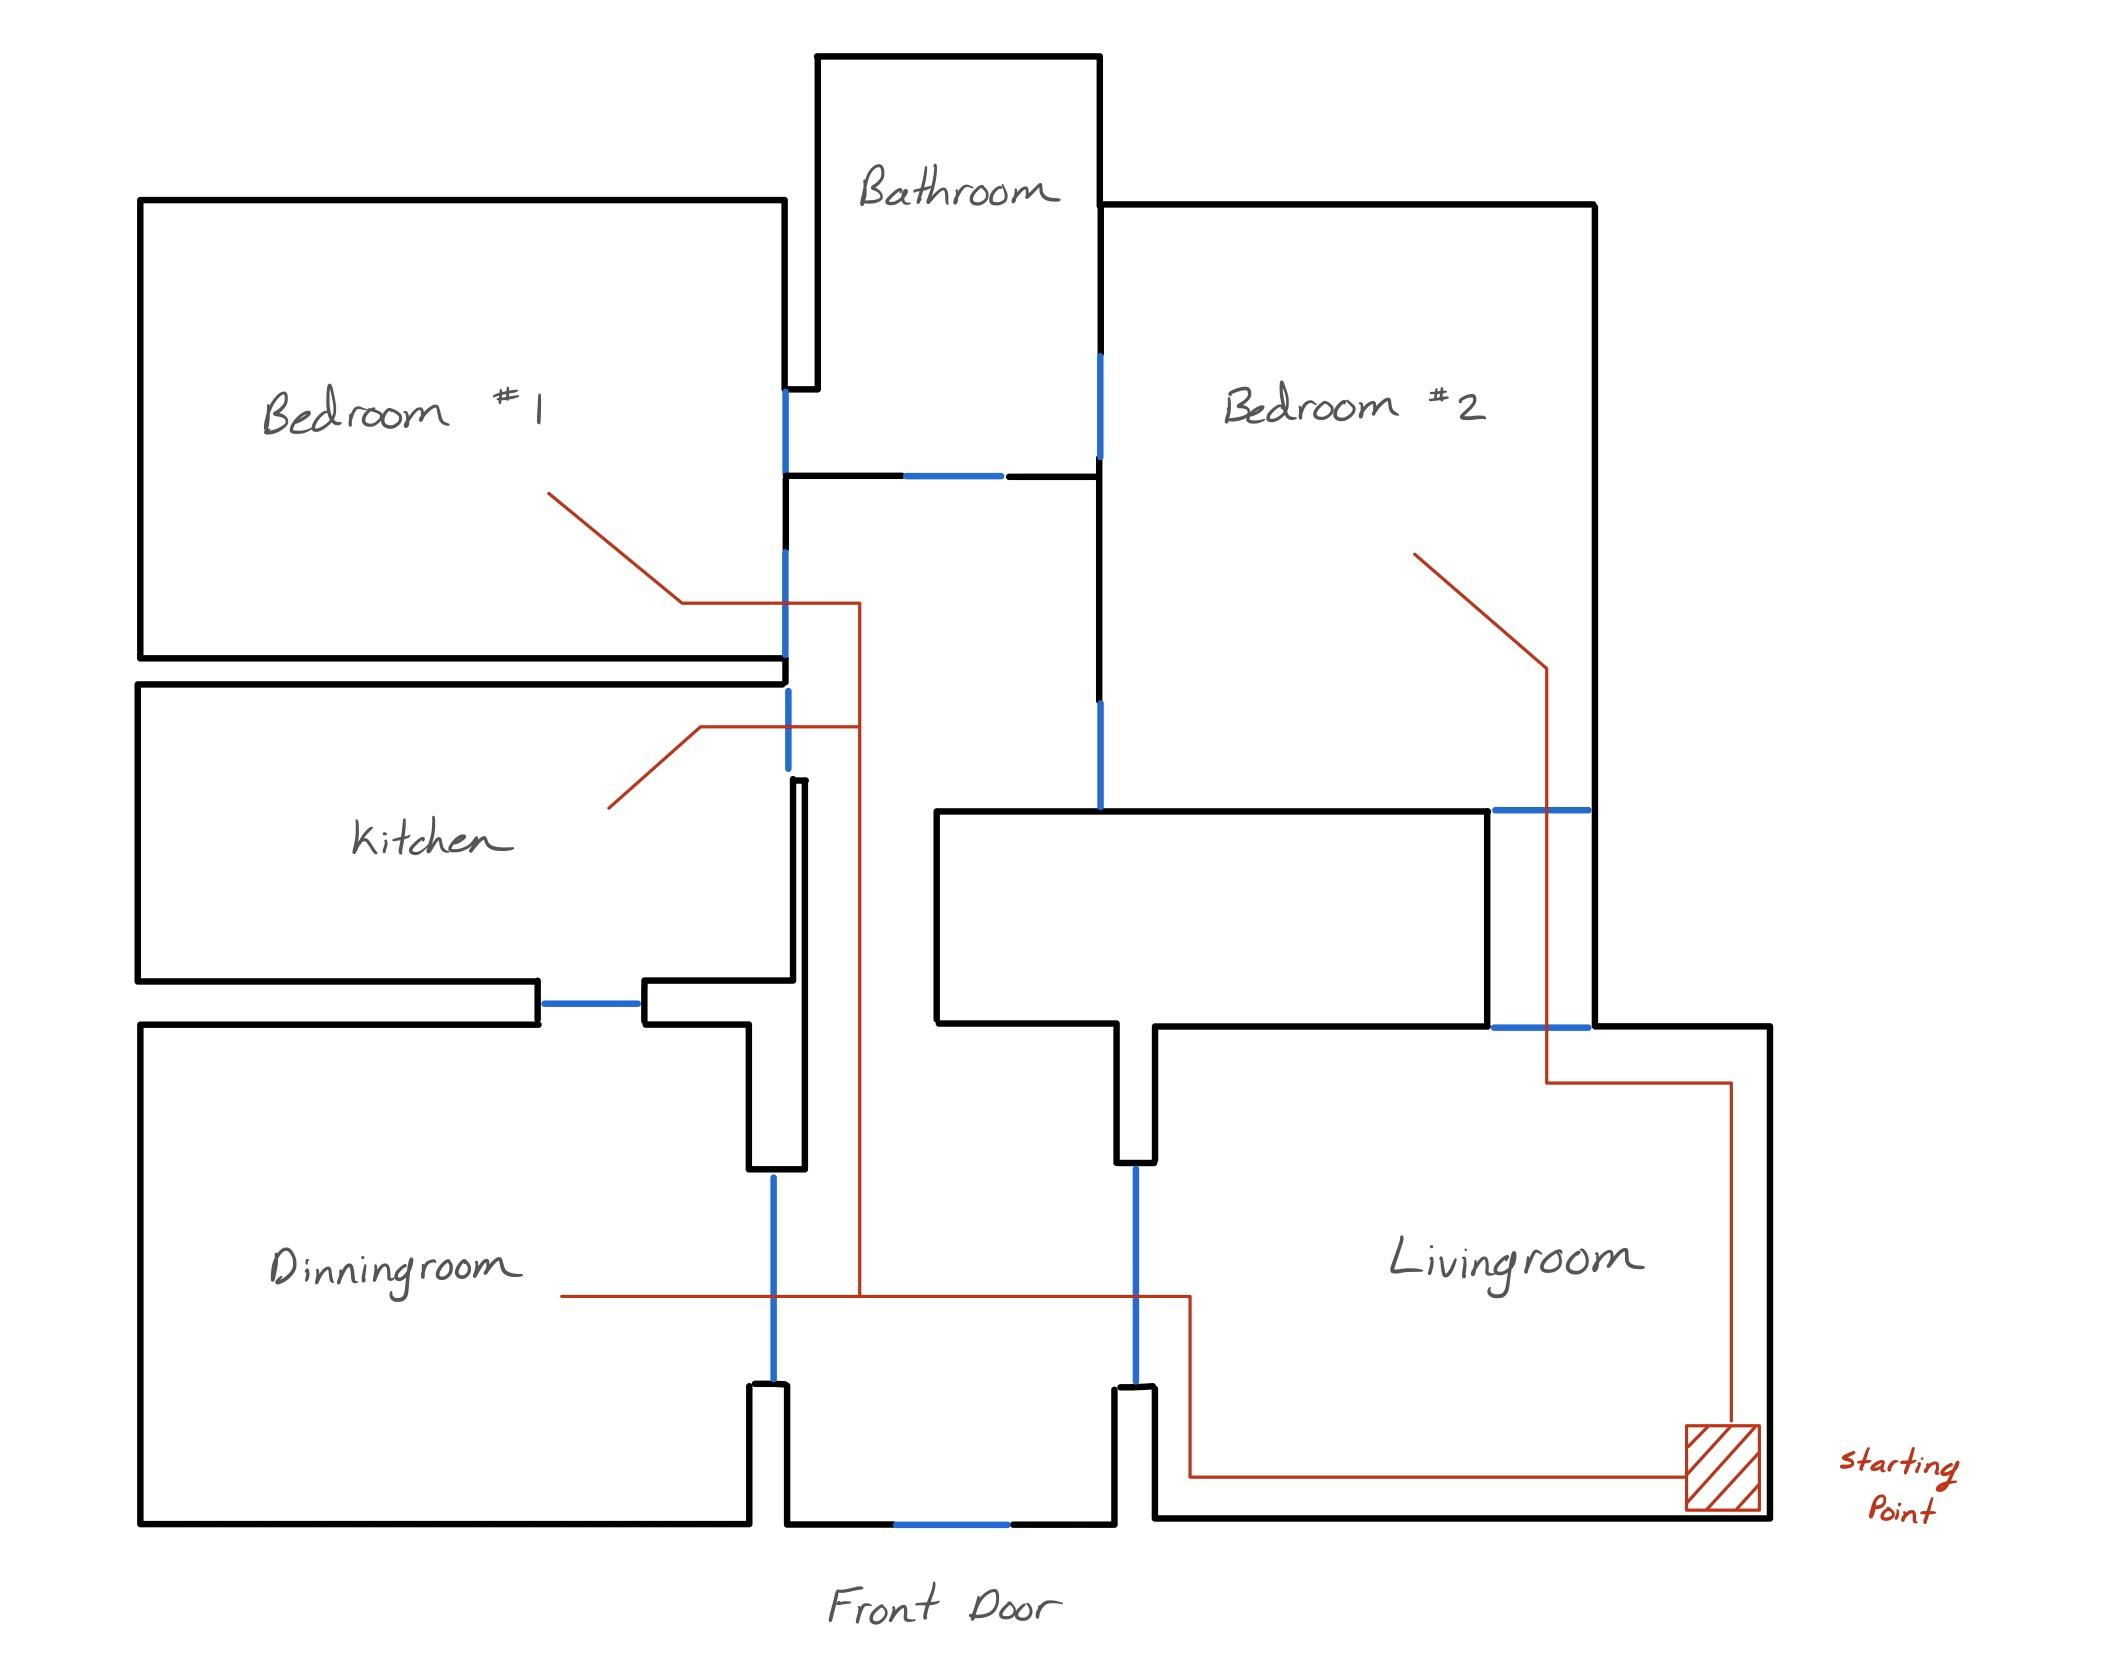 Bathroom
Bedroom #1
Bedroom #2
Kitchen
Dinningroom
Livingroom
starting
Point
Front Door